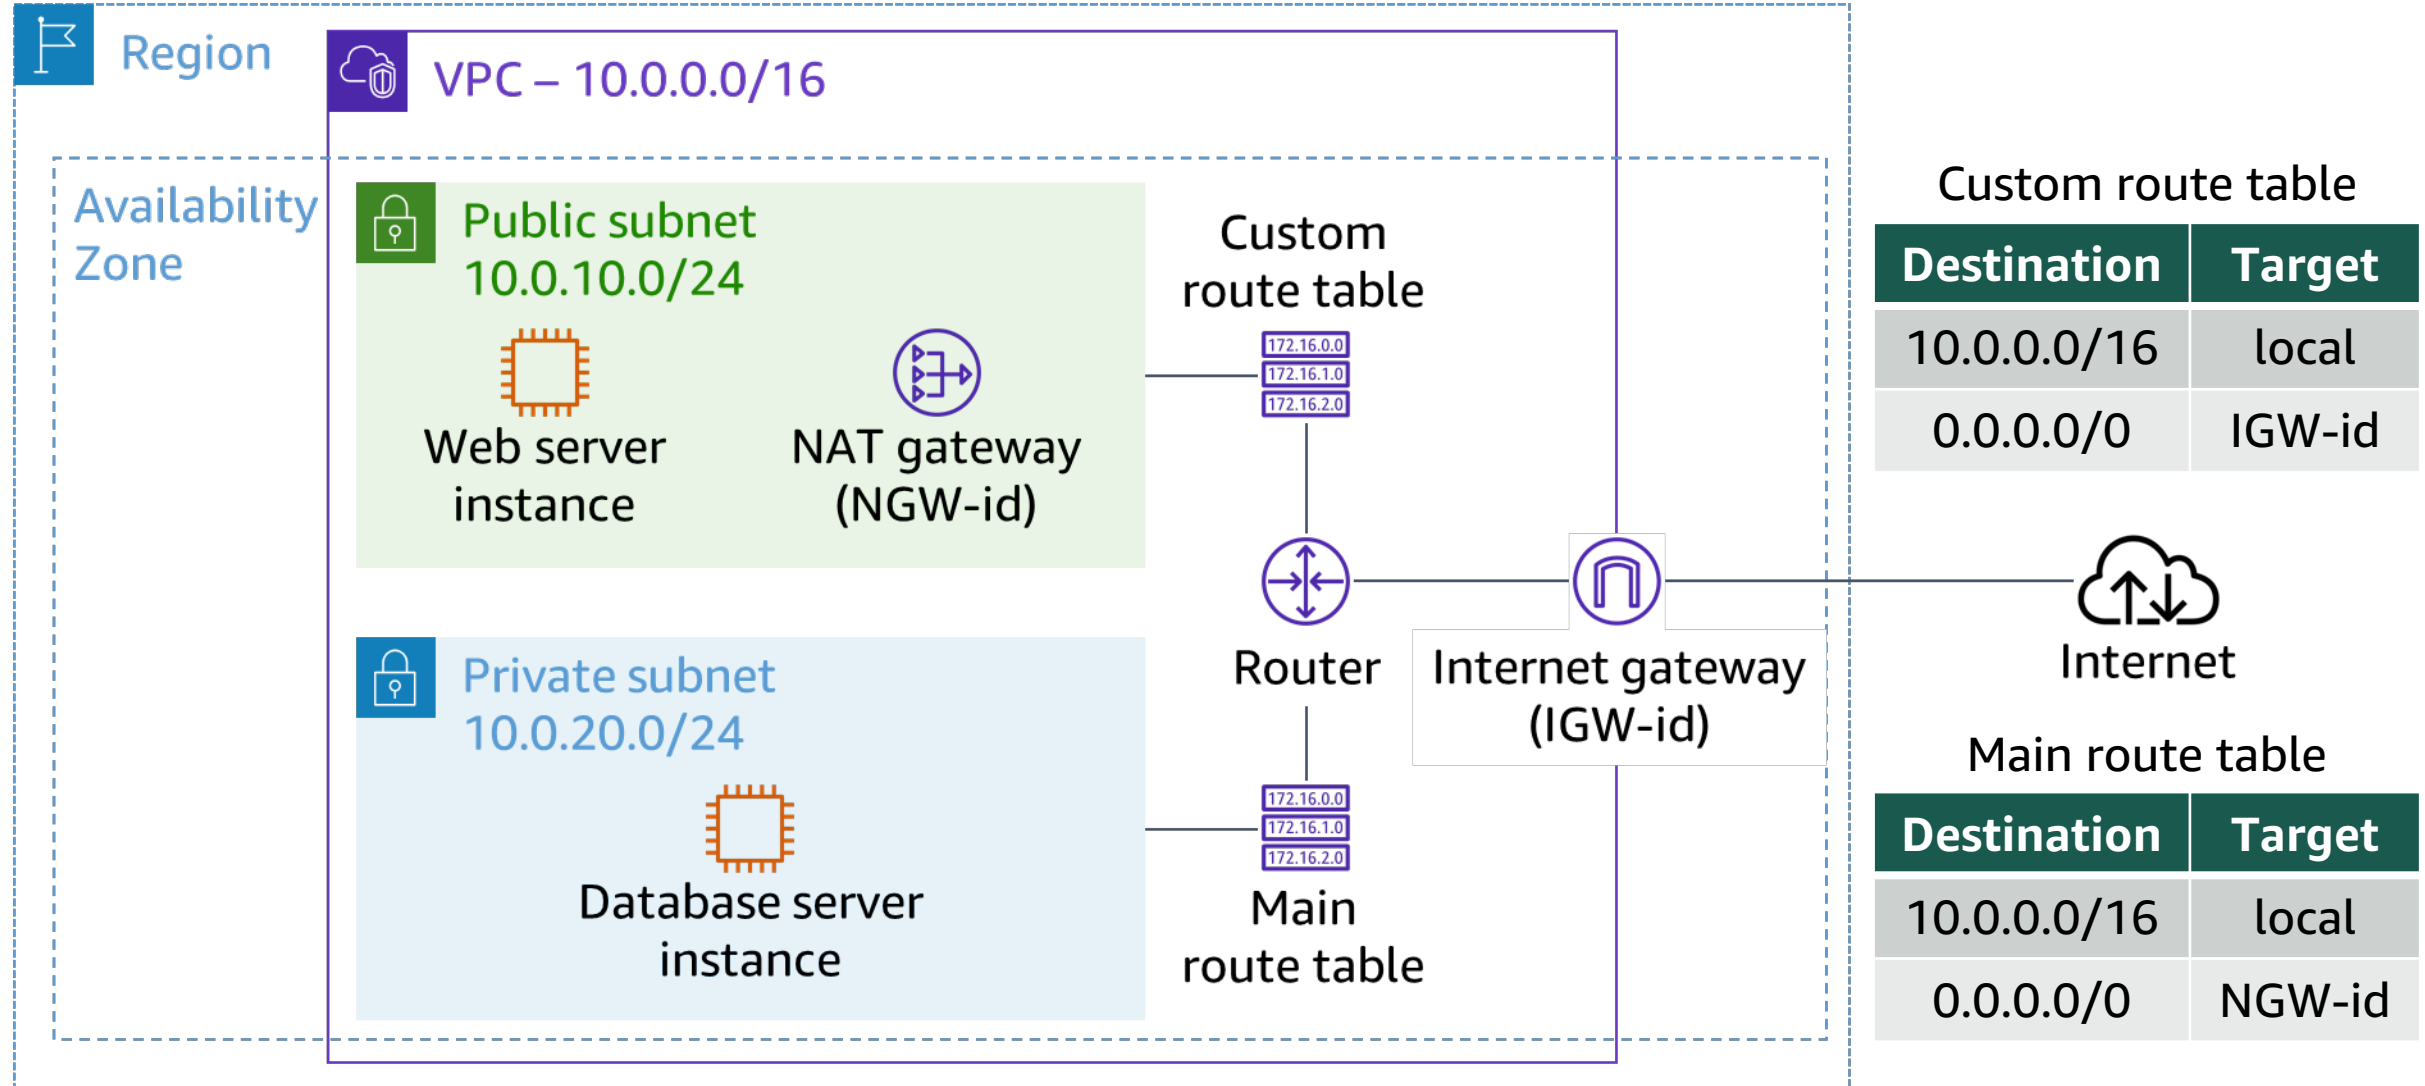 Region
VPC – 10.0.0.0/16
Availability
Zone
Public subnet
10.0.10.0/24
Web server
instance
NAT gateway
(NGW-id)
Custom
route table
172.16.0.0
172.16.1.0
172.16.2.0
Router
Internet gateway
(IGW-id)
Private subnet
10.0.20.0/24
Database server
instance
172.16.0.0
172.16.1.0
172.16.2.0
Main
route table
Custom route table
Destination Target
10.0.0.0/16 local
0.0.0.0/0 IGW-id
Internet
Main route table
Destination Target
10.0.0.0/16 local
0.0.0.0/0 NGW-id